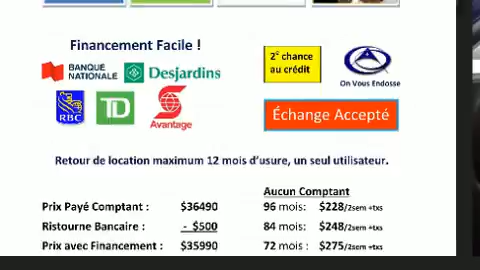 Financement Facile !
BANQUE NATIONALE
Desjardins
RBC
TD
Avantage
2e chance au crédit
On Vous Endosse
Échange Accepté
Retour de location maximum 12 mois d'usure, un seul utilisateur.
Aucun Comptant
Prix Payé Comptant : $36490 96 mois: $228/2sem +txs
Ristourne Bancaire : - $500 84 mois: $248/2sem +txs
Prix avec Financement : $35990 72 mois : $275/2sem +txs